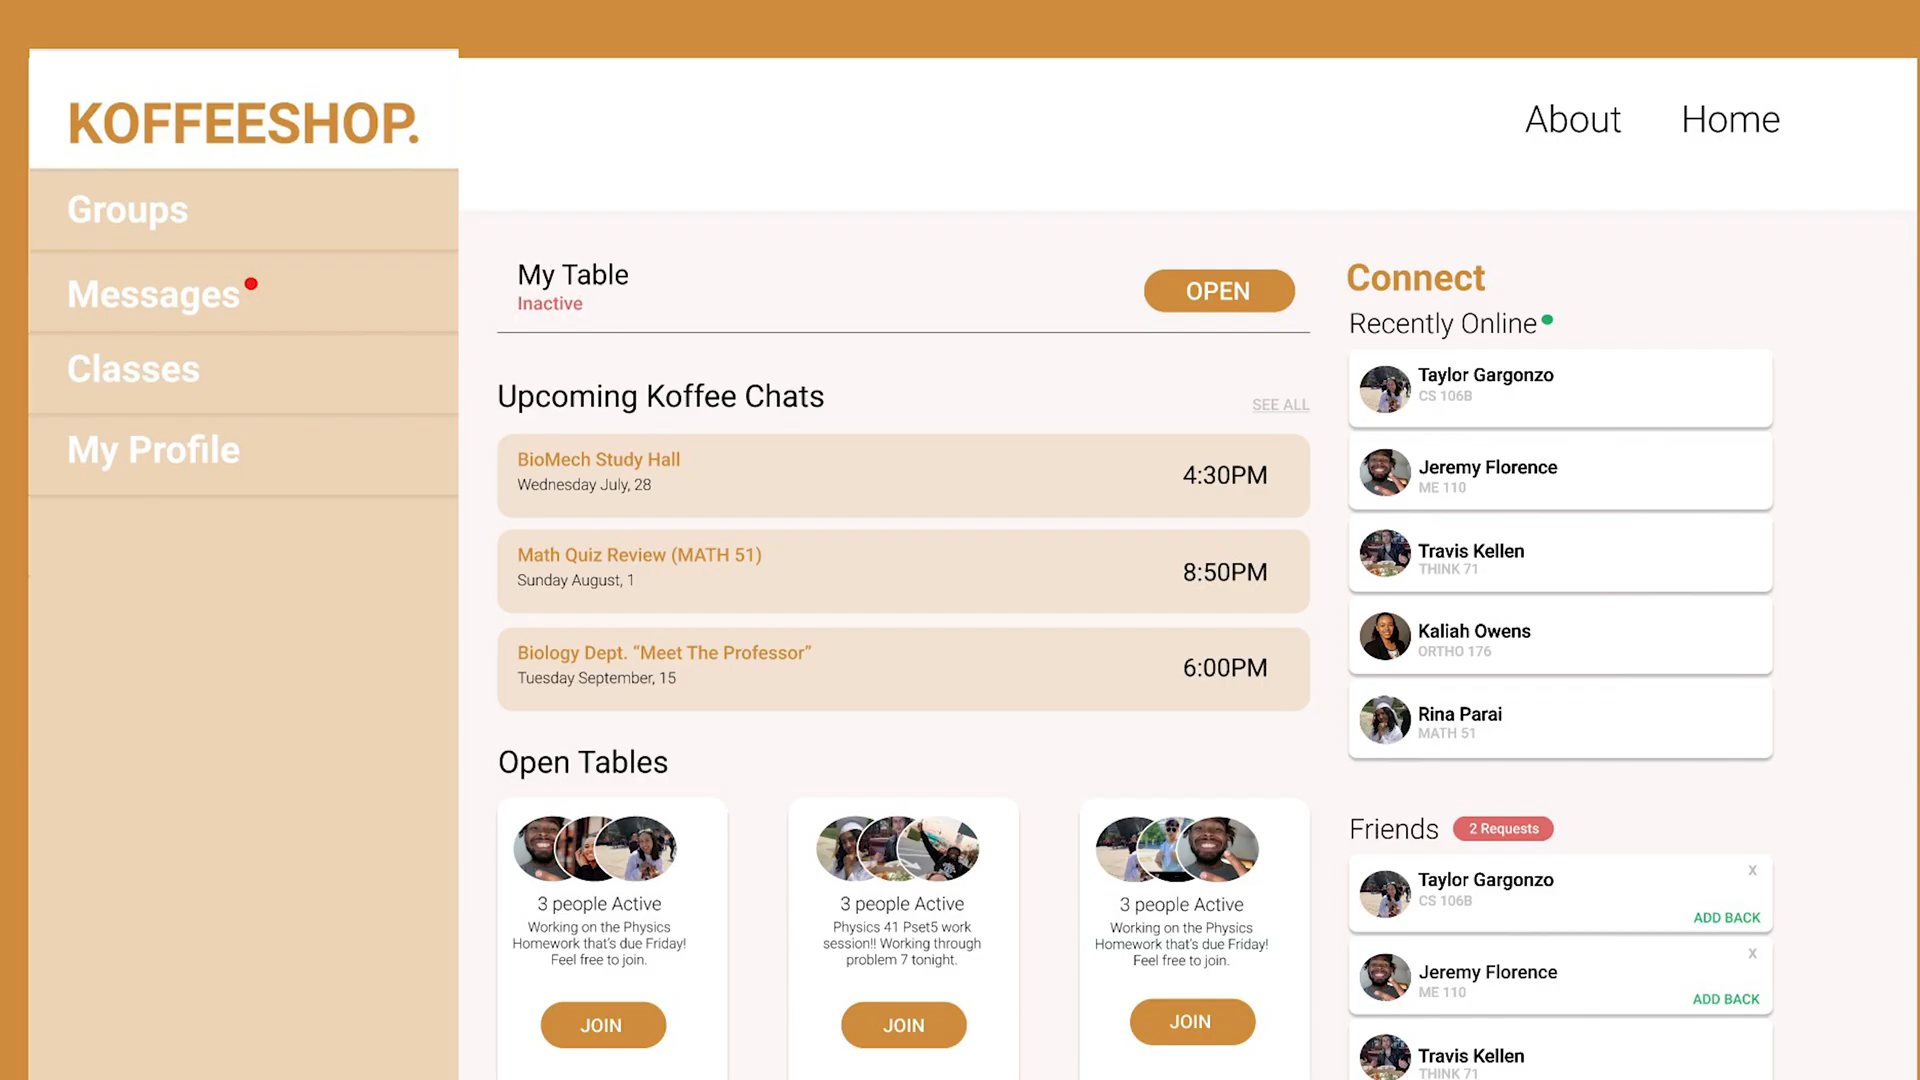 KOFFEESHOP.
About
Home
Groups
Messages
Classes
My Profile
My Table
Inactive
OPEN
Upcoming Koffee Chats
SEE ALL
BioMech Study Hall
Wednesday July, 28
4:30PM
Math Quiz Review (MATH 51)
Sunday August, 1
8:50PM
Biology Dept. “Meet The Professor”
Tuesday September, 15
6:00PM
Open Tables
3 people Active
Working on the Physics
Homework that's due Friday!
Feel free to join.
JOIN
3 people Active
Physics 41 Pset5 work
session!! Working through
problem 7 tonight.
JOIN
3 people Active
Working on the Physics
Homework that's due Friday!
Feel free to join.
JOIN
Connect
Recently Online
Taylor Gargonzo
CS 106B
Jeremy Florence
ME 110
Travis Kellen
THINK 71
Kaliah Owens
ORTHO 176
Rina Parai
MATH 51
Friends
2 Requests
Taylor Gargonzo
CS 106B
X
ADD BACK
Jeremy Florence
ME 110
X
ADD BACK
Travis Kellen
THINK 71